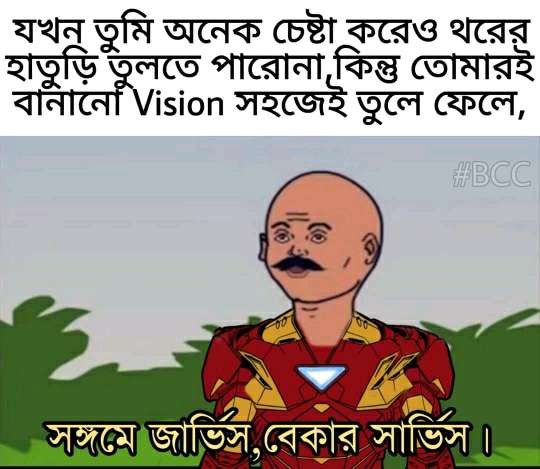 যখন তুমি অনেক চেষ্টা করেও থরের
হাতুড়ি তুলতে পারোনা,কিন্তু তোমারই
বানানো Vision সহজেই তুলে ফেলে,
#BCC
সঙ্গমে জার্ভিস,বেকার সার্ভিস।